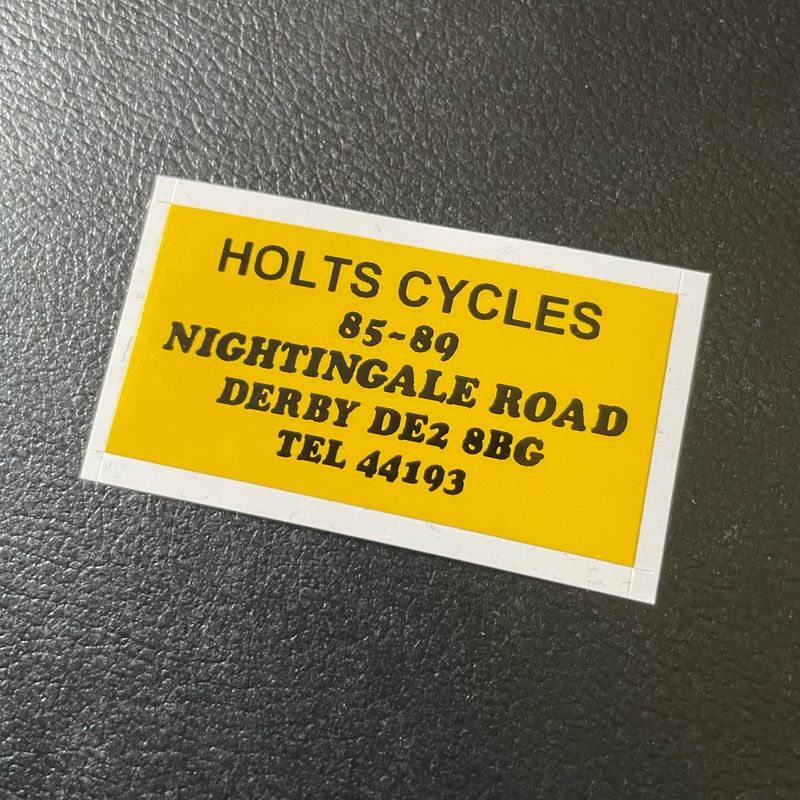 HOLTS CYCLES
85-89
NIGHTINGALE ROAD
DERBY DE2 8BG
TEL 44193